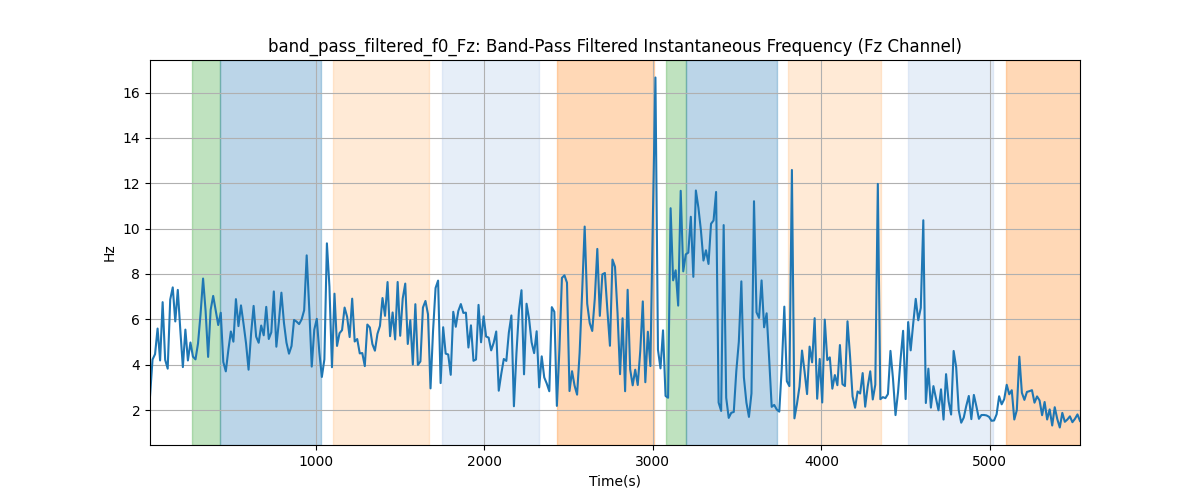 band_pass_filtered_f0_Fz: Band-Pass Filtered Instantaneous Frequency (Fz Channel)
16
14
12
10
8
6
4
2
Hz
1000 2000 3000 4000 5000
Time(s)